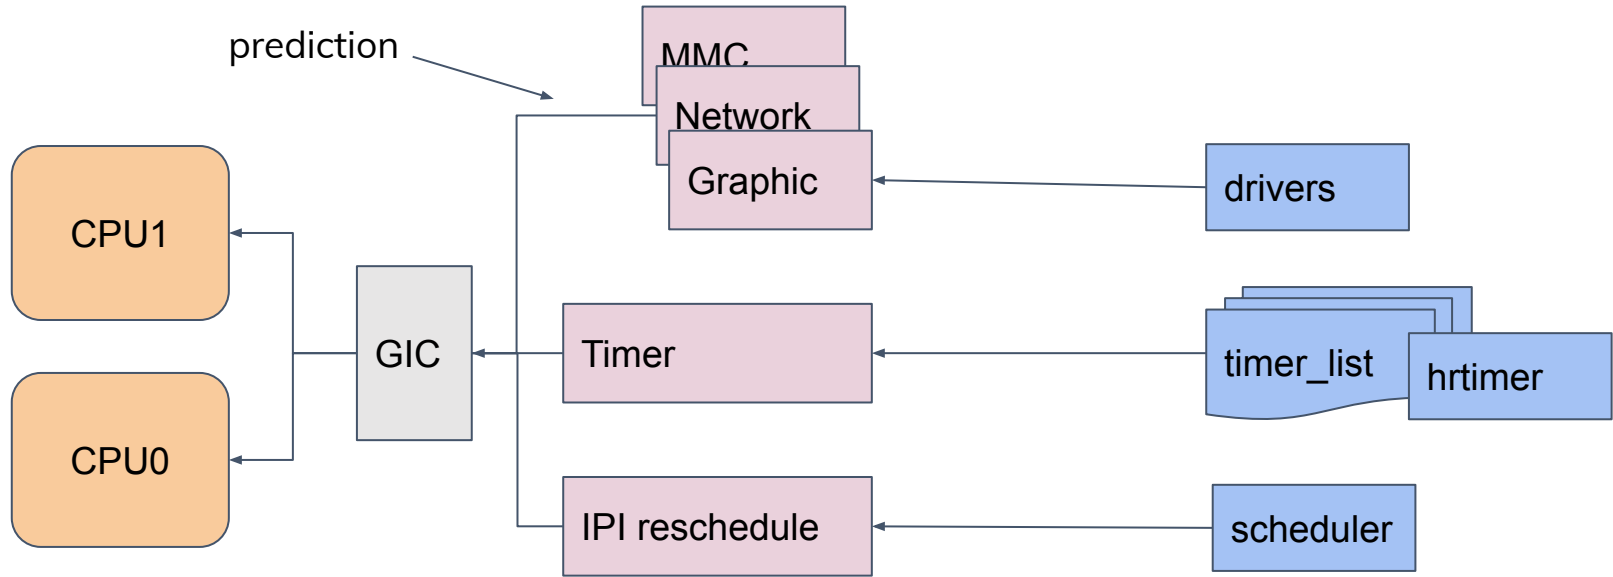 prediction
MMC
Network
Graphic
drivers
CPU1
GIC
Timer
timer_list
hrtimer
CPU0
IPI reschedule
scheduler